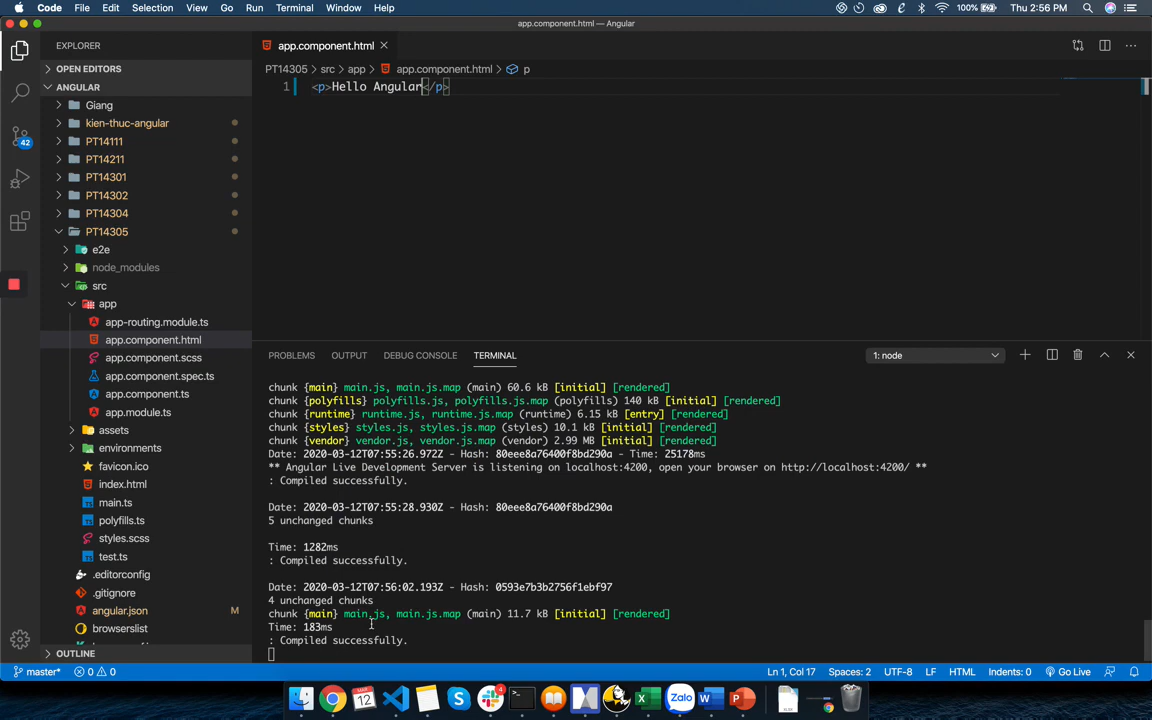 Code File Edit Selection View Go Run Terminal Window Help 100% Thu 2:56 PM
app.component.html — Angular
EXPLORER
app.component.html
OPEN EDITORS
PT14305 › src › app › app.component.html › p
ANGULAR
1 <p>Hello Angular</p>
Giang
kien-thuc-angular
PT14111
42
PT14211
PT14301
PT14302
PT14304
PT14305
e2e
node_modules
src
app
app-routing.module.ts
app.component.html
app.component.scss
app.component.spec.ts
app.component.ts
app.module.ts
assets
environments
favicon.ico
index.html
main.ts
polyfills.ts
styles.scss
test.ts
.editorconfig
.gitignore
angular.json M
browserslist
OUTLINE
PROBLEMS OUTPUT DEBUG CONSOLE TERMINAL 1: node
chunk {main} main.js, main.js.map (main) 60.6 kB [initial] [rendered]
chunk {polyfills} polyfills.js, polyfills.js.map (polyfills) 140 kB [initial] [rendered]
chunk {runtime} runtime.js, runtime.js.map (runtime) 6.15 kB [entry] [rendered]
chunk {styles} styles.js, styles.js.map (styles) 10.1 kB [initial] [rendered]
chunk {vendor} vendor.js, vendor.js.map (vendor) 2.99 MB [initial] [rendered]
Date: 2020-03-12T07:55:26.972Z - Hash: 80eee8a76400f8bd290a - Time: 25178ms
** Angular Live Development Server is listening on localhost:4200, open your browser on http://localhost:4200/ **
: Compiled successfully.
Date: 2020-03-12T07:55:28.930Z - Hash: 80eee8a76400f8bd290a
5 unchanged chunks
Time: 1282ms
: Compiled successfully.
Date: 2020-03-12T07:56:02.193Z - Hash: 0593e7b3b2756f1ebf97
4 unchanged chunks
chunk {main} main.js, main.js.map (main) 11.7 kB [initial] [rendered]
Time: 183ms
: Compiled successfully.
master* 0 0 Ln 1, Col 17 Spaces: 2 UTF-8 LF HTML Indents: 0 Go Live
12 4 Zalo